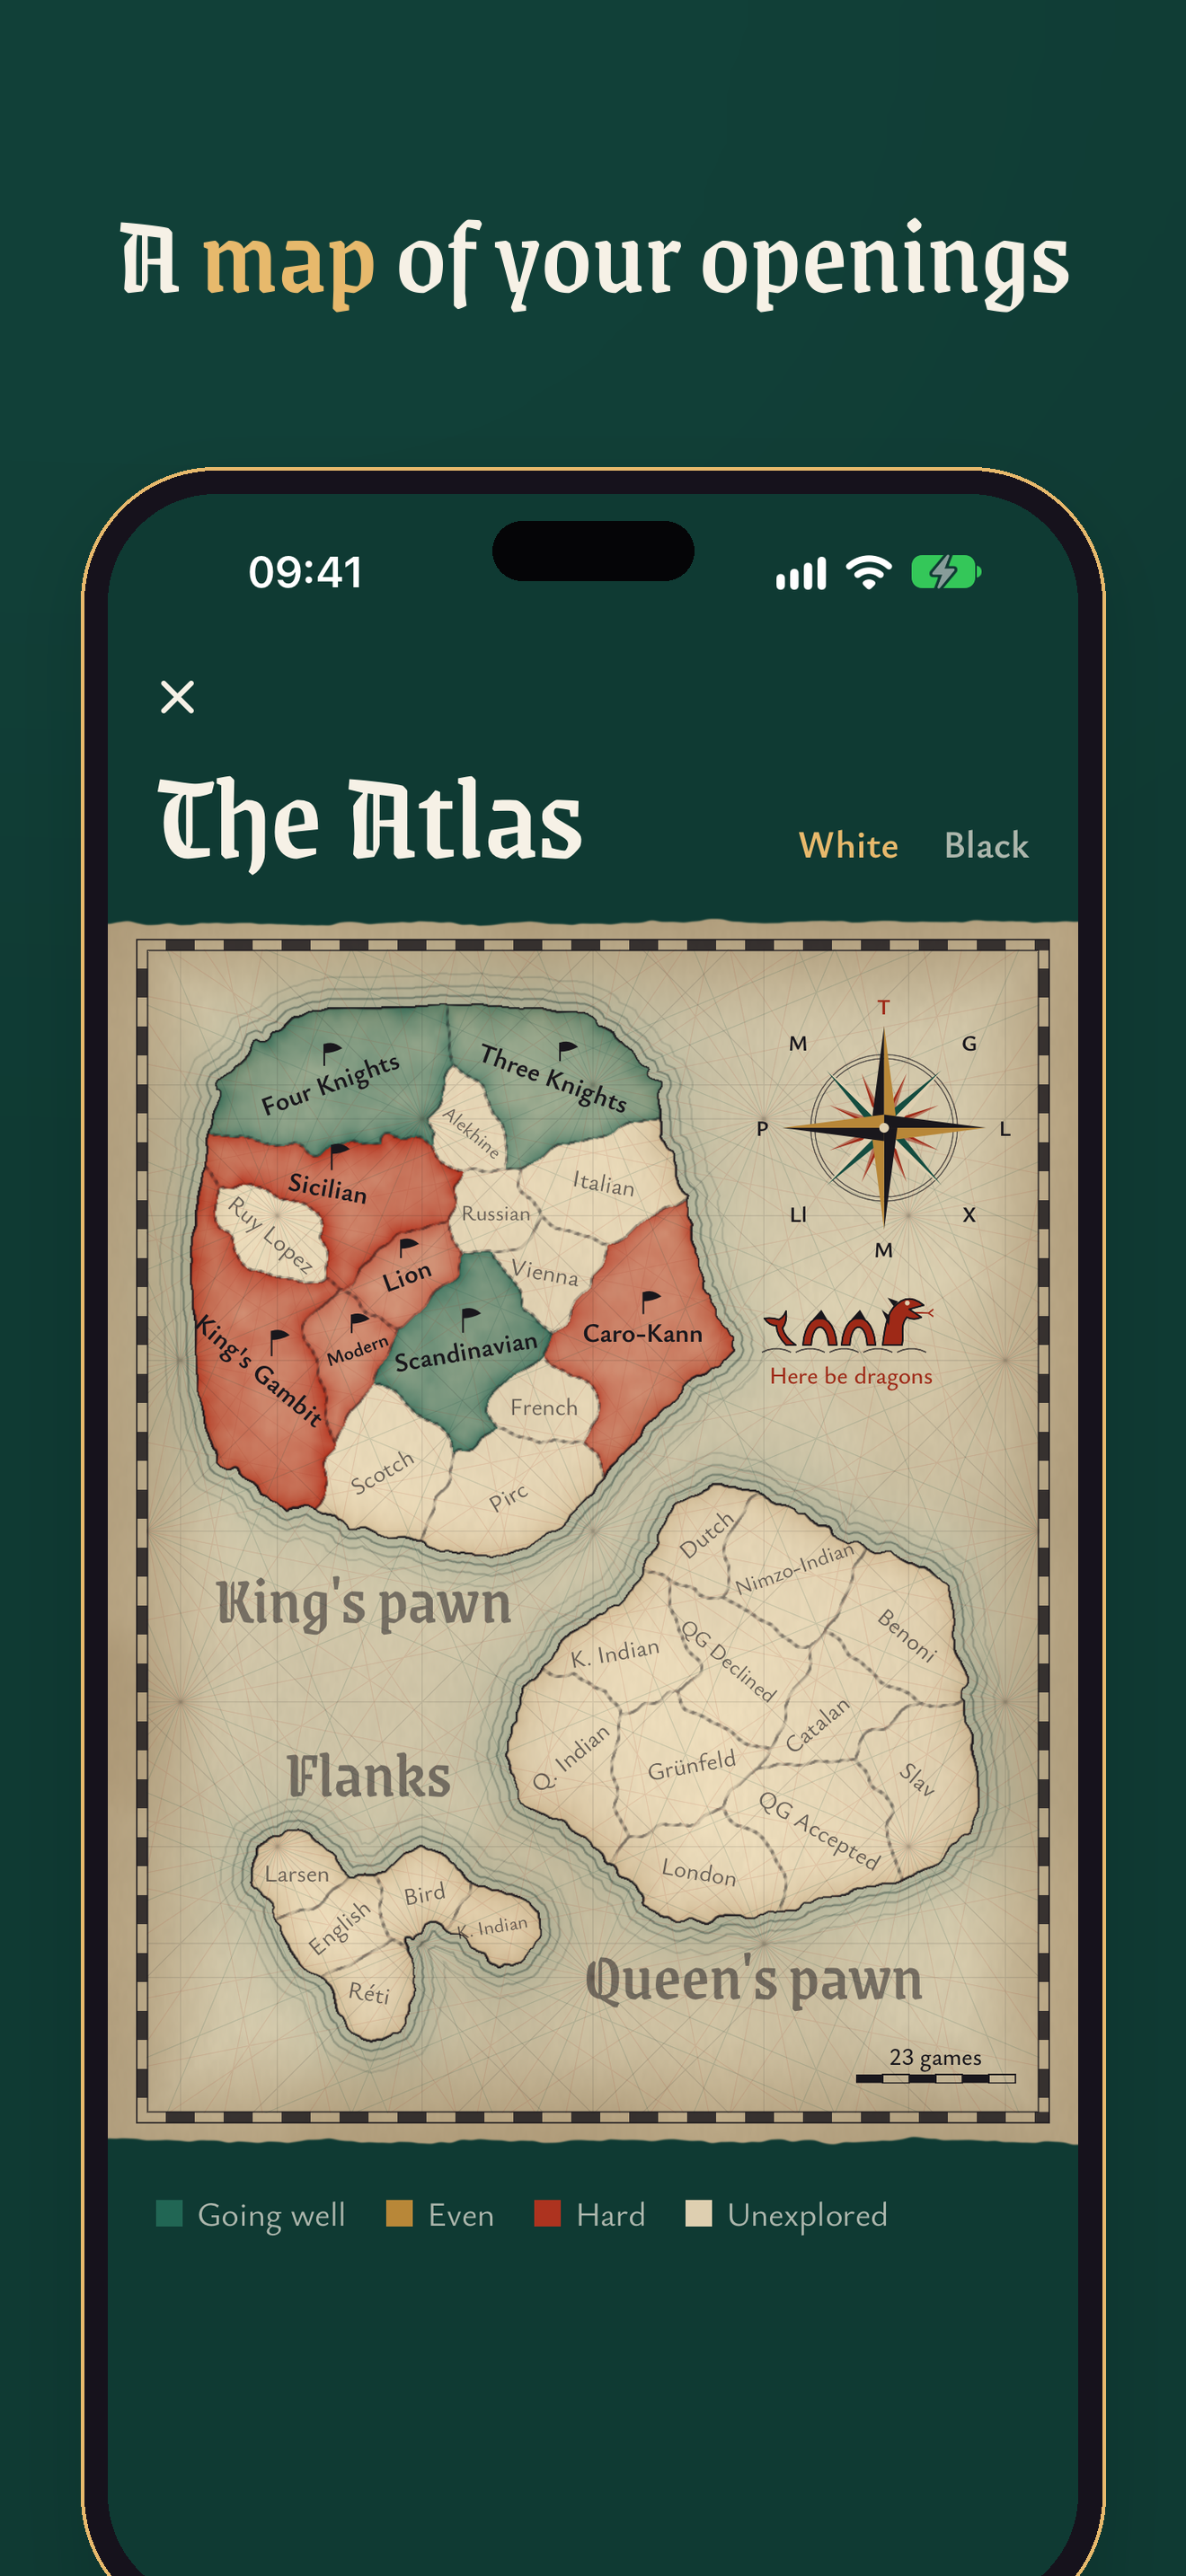 A map of your openings
09:41
The Atlas
White Black
T
M G
P L
Ll X
M
Four Knights
Three Knights
Alekhine
Sicilian
Italian
Ruy Lopez
Russian
Lion
Vienna
King's Gambit
Modern
Scandinavian
Caro-Kann
Here be dragons
French
Scotch
Pirc
King's pawn
Dutch
Nimzo-Indian
Benoni
K. Indian
QG Declined
Q. Indian
Grünfeld
Catalan
Slav
QG Accepted
London
Flanks
Larsen
Bird
English
K. Indian
Réti
Queen's pawn
23 games
Going well Even Hard Unexplored